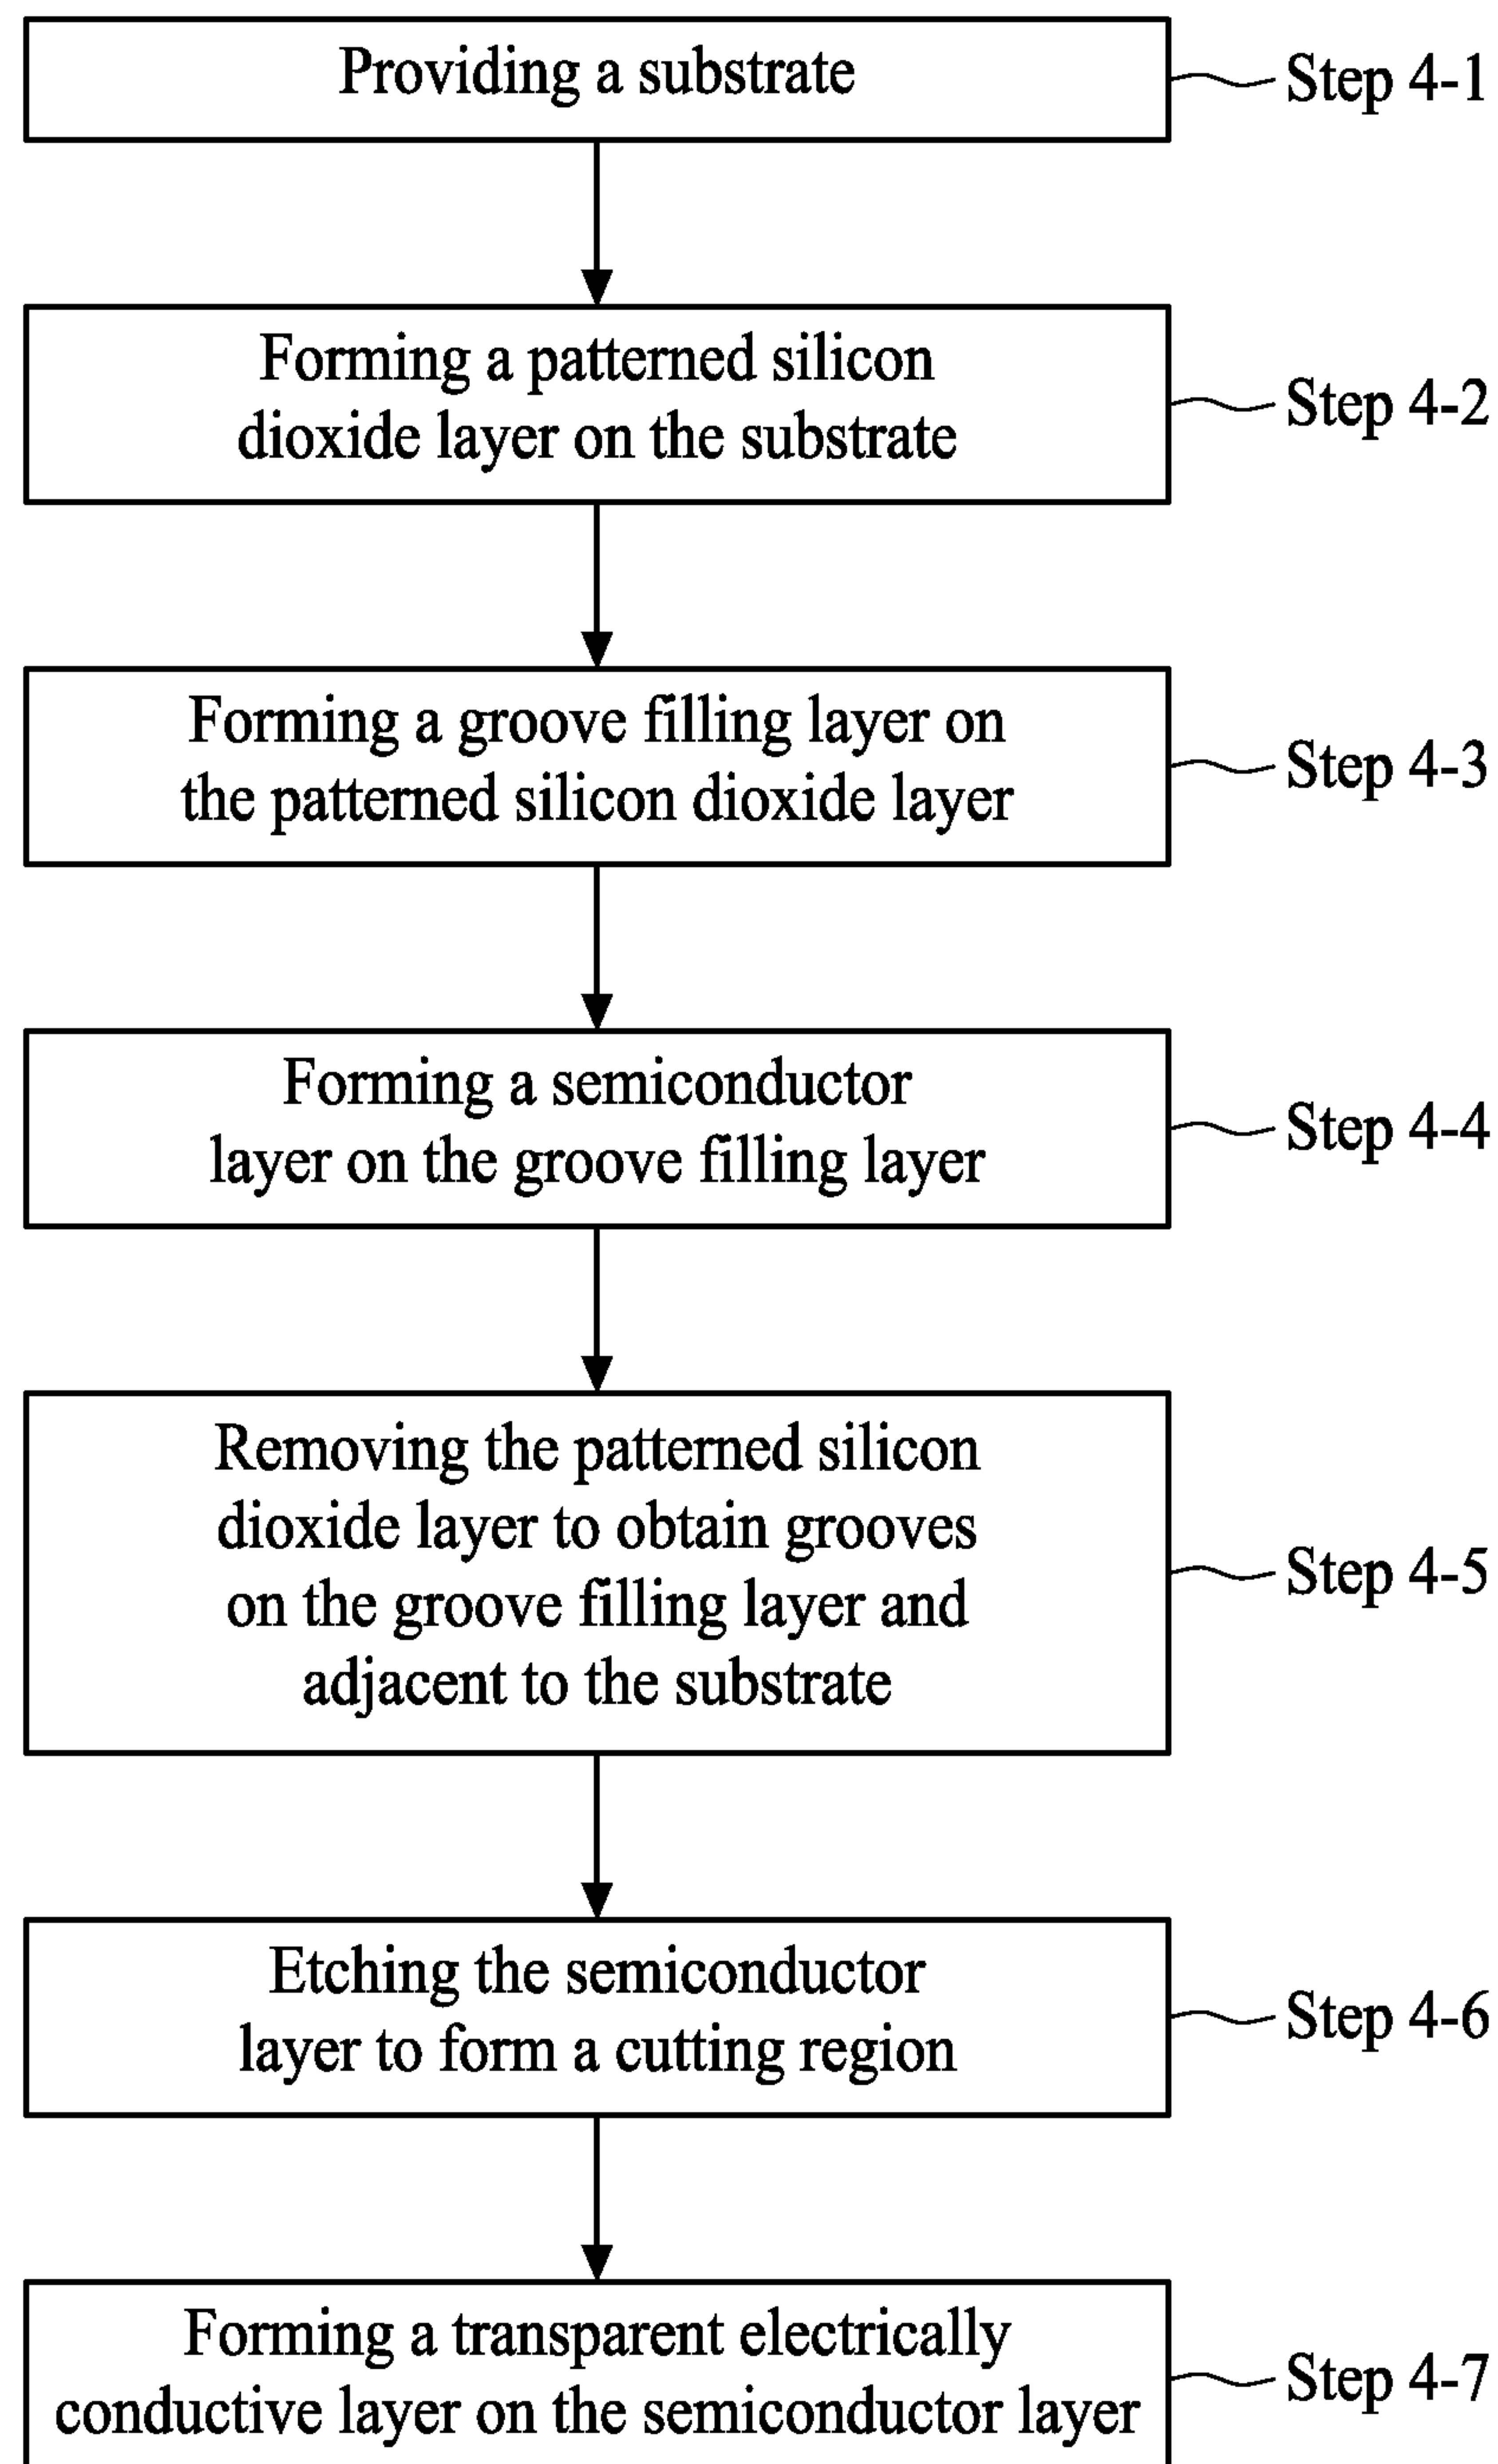 Providing a substrate
Step 4-1
Forming a patterned silicon
dioxide layer on the substrate
Step 4-2
Forming a groove filling layer on
the patterned silicon dioxide layer
Step 4-3
Forming a semiconductor
layer on the groove filling layer
Step 4-4
Removing the patterned silicon
dioxide layer to obtain grooves
on the groove filling layer and
adjacent to the substrate
Step 4-5
Etching the semiconductor
layer to form a cutting region
Step 4-6
Forming a transparent electrically
conductive layer on the semiconductor layer
Step 4-7